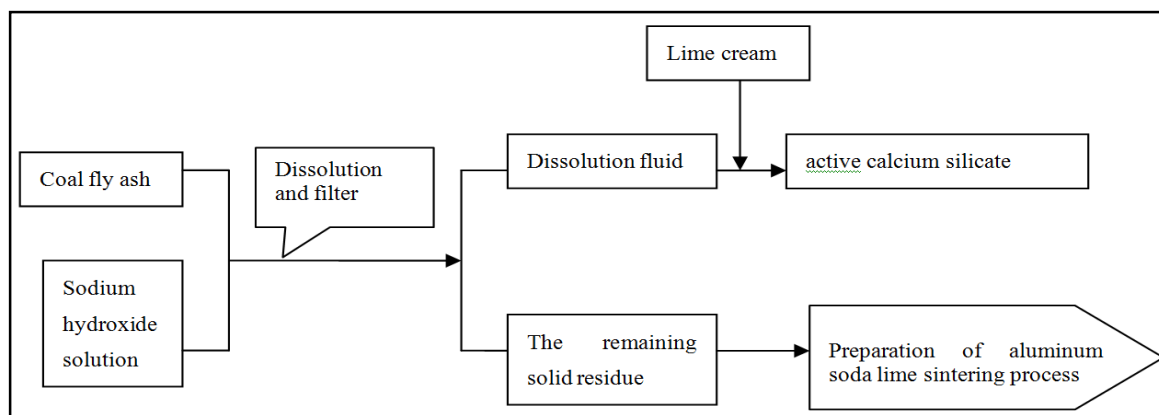 Lime cream
Coal fly ash
Dissolution
and filter
Dissolution fluid
active calcium silicate
Sodium
hydroxide
solution
The remaining
solid residue
Preparation of aluminum
soda lime sintering process